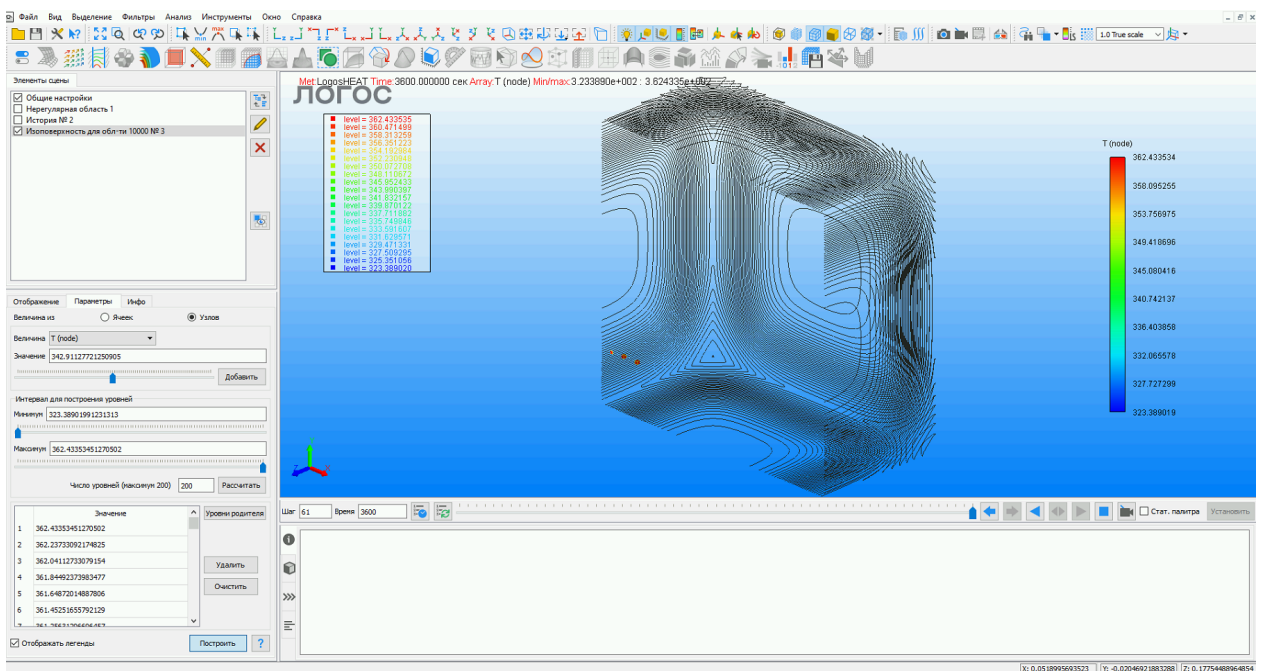 Файл Вид Выделение Фильтры Анализ Инструменты Окно Справка
1.0 True scale
Элементы сцены
Общие настройки
Нерегулярная область 1
История № 2
Изоповерхность для обл-ти 10000 № 3
Отображение Параметры Инфо
Величина из Ячеек Узлов
Величина T (node)
Значение 342.91127721250905
Добавить
Интервал для построения уровней
Минимум 323.38901991231313
Максимум 362.43353451270502
Число уровней (максимум 200) 200 Рассчитать
Значение Уровни родителя
1 362.43353451270502
2 362.23733092174825
3 362.04112733079154
4 361.84492373983477
5 361.64872014887806
6 361.45251655792129
Удалить
Очистить
Отображать легенды Построить ?
Met:LogosHEAT Time:3600.000000 сек Array:T (node) Min/max:3.233890e+002 : 3.624335e+002
ЛОГОС
level = 362.433535
level = 360.471499
level = 358.313259
level = 356.351223
level = 354.192984
level = 352.230948
level = 350.072708
level = 348.110672
level = 345.952433
level = 343.990397
level = 341.832157
level = 339.870122
level = 337.711882
level = 335.749846
level = 333.591607
level = 331.629571
level = 329.471331
level = 327.509295
level = 325.351056
level = 323.389020
T (node)
362.433534
358.095255
353.756975
349.418696
345.080416
340.742137
336.403858
332.065578
327.727299
323.389019
Шаг 61 Время 3600 Стат. палитра Установить
X: 0.0518995693523 Y: -0.02046921883288 Z: 0.17754488964854